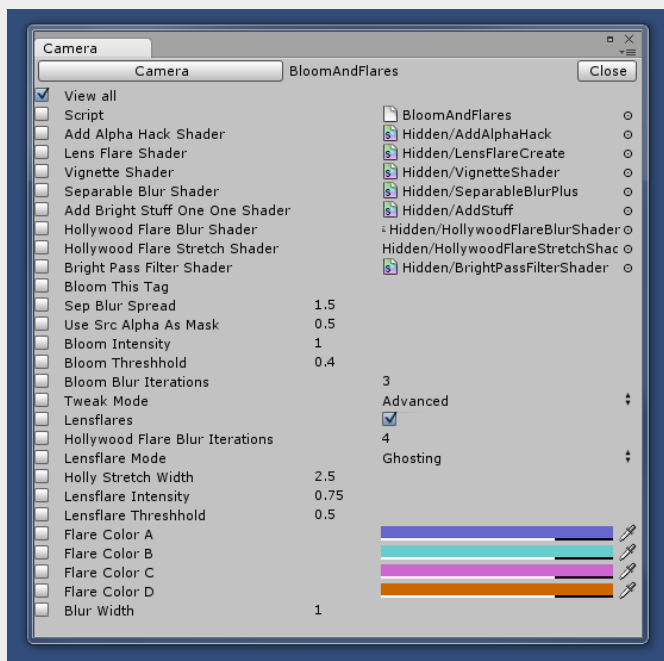 Camera
Camera BloomAndFlares Close
View all
Script BloomAndFlares
Add Alpha Hack Shader Hidden/AddAlphaHack
Lens Flare Shader Hidden/LensFlareCreate
Vignette Shader Hidden/VignetteShader
Separable Blur Shader Hidden/SeparableBlurPlus
Add Bright Stuff One One Shader Hidden/AddStuff
Hollywood Flare Blur Shader Hidden/HollywoodFlareBlurShader
Hollywood Flare Stretch Shader Hidden/HollywoodFlareStretchShac
Bright Pass Filter Shader Hidden/BrightPassFilterShader
Bloom This Tag
Sep Blur Spread 1.5
Use Src Alpha As Mask 0.5
Bloom Intensity 1
Bloom Threshhold 0.4
Bloom Blur Iterations 3
Tweak Mode Advanced
Lensflares
Hollywood Flare Blur Iterations 4
Lensflare Mode Ghosting
Holly Stretch Width 2.5
Lensflare Intensity 0.75
Lensflare Threshhold 0.5
Flare Color A
Flare Color B
Flare Color C
Flare Color D
Blur Width 1